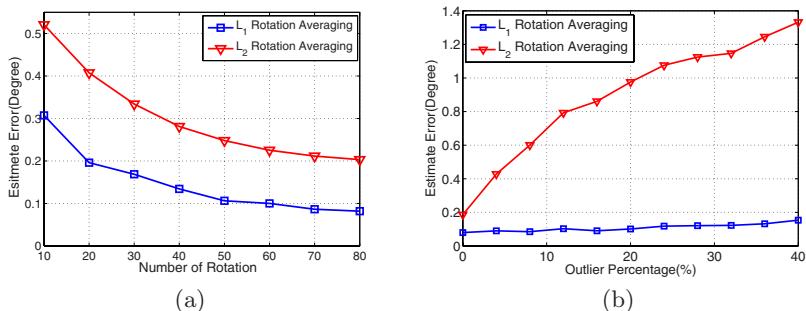 L1 Rotation Averaging
L2 Rotation Averaging
0.5
0.4
0.3
0.2
0.1
0
Esitmete Error(Degree)
10 20 30 40 50 60 70 80
Number of Rotation
(a)
L1 Rotation Averaging
L2 Rotation Averaging
1.4
1.2
1
0.8
0.6
0.4
0.2
0
Estimate Error(Degree)
0 10 20 30 40
Outlier Percentage(%)
(b)